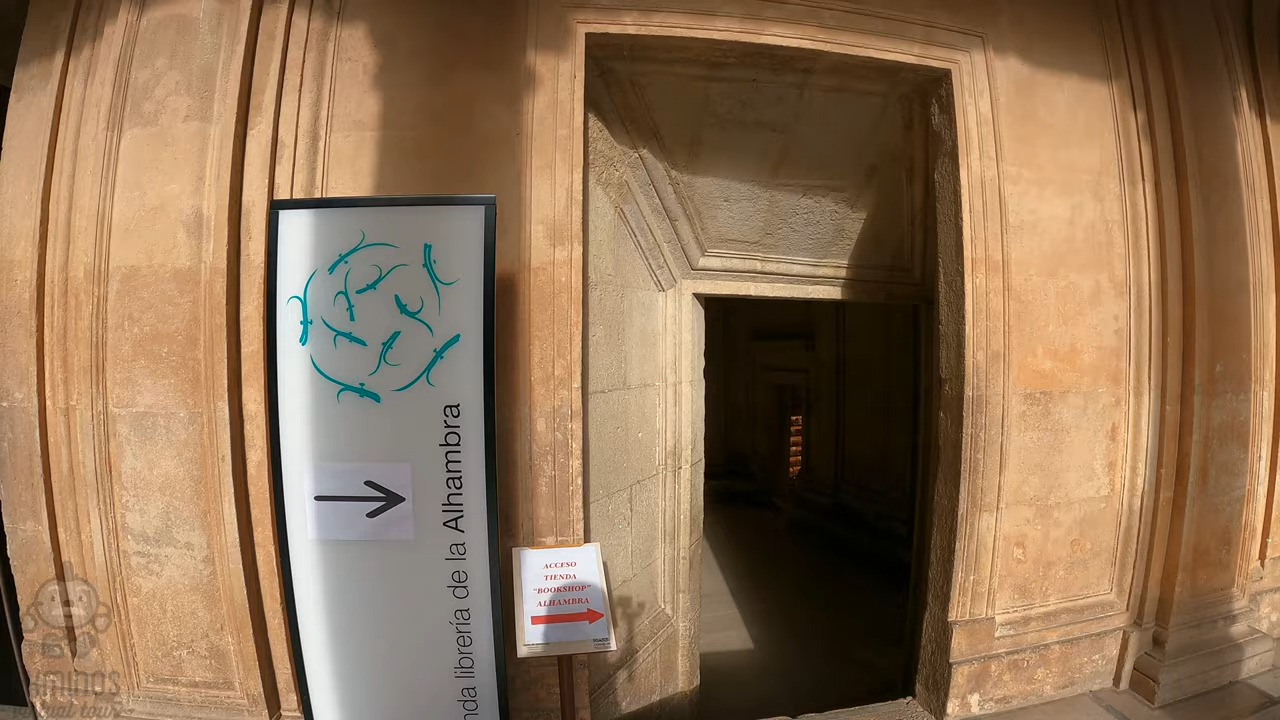 nda librería de la Alhambra
ACCESO
TIENDA
"BOOKSHOP"
ALHAMBRA